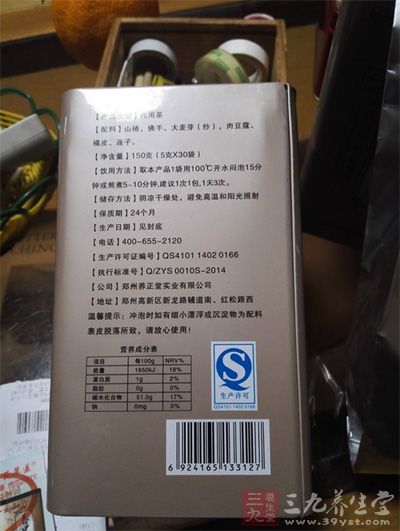 【产品类型】代用茶
【配料】山楂、佛手、大麦芽（炒）、肉豆蔻、
橘皮、莲子。
【净含量】150克（5克X30袋）
【饮用方法】取本产品1袋用100℃开水闷泡15分
钟或煎煮5-10分钟,建议1次1包,1天3次。
【储存方法】阴凉干燥处，避免高温和阳光照射
【保质期】24个月
【生产日期】见封底
【电话】400-655-2120
【生产许可证编号】QS4101 1402 0166
【执行标准号】Q/ZYS 0010S-2014
【公司】郑州养正堂实业有限公司
【地址】郑州高新区新龙路辅道南、红松路西
温馨提示：冲泡时如有细小漂浮或沉淀物为配料
表皮脱落所致，请放心使用！
营养成分表
项目 每100g NRV%
能量 1650kJ 18%
蛋白质 1g 2%
脂肪 0g 0%
碳水化合物 51.0g 17%
钠 0mg 0%
QS
生产许可
QS4101 1402 0166
6 924165 133127
三九养生堂
三九养生堂
www.39yst.com